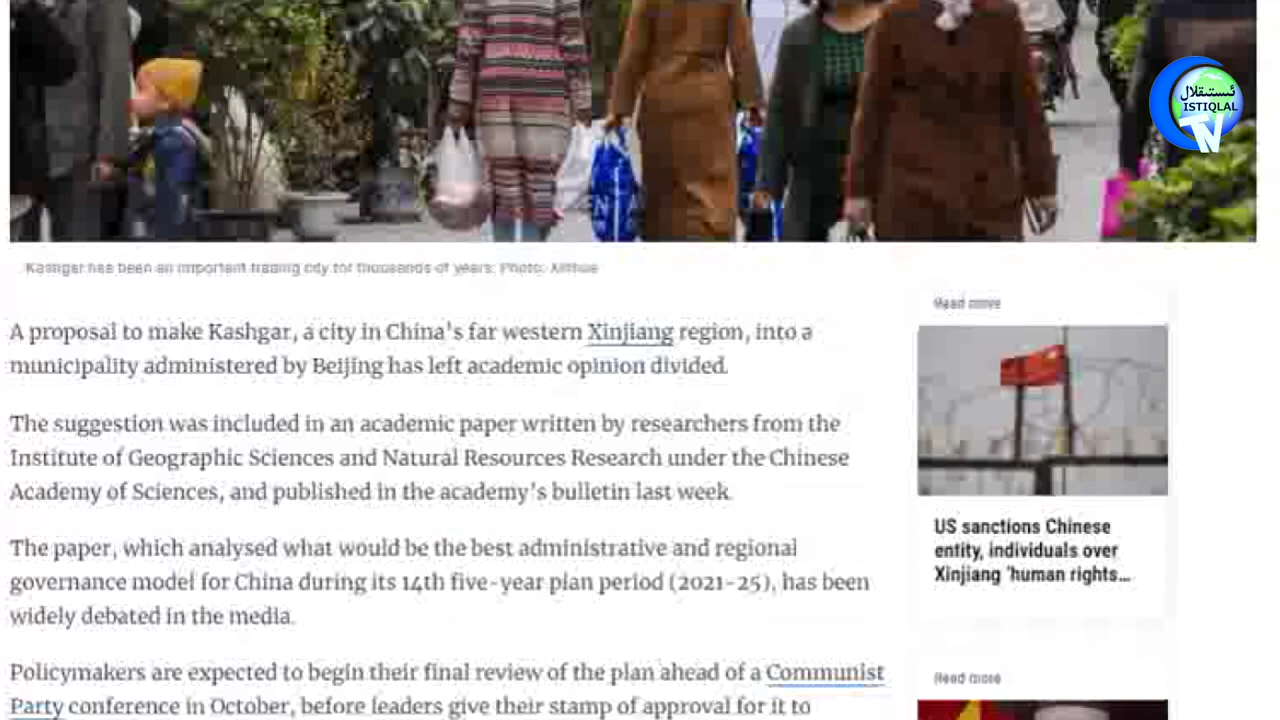 ئستىقلال
ISTIQLAL
TV
Kashgar has been an important trading city for thousands of years. Photo: Xinhua
A proposal to make Kashgar, a city in China's far western Xinjiang region, into a
municipality administered by Beijing has left academic opinion divided.
The suggestion was included in an academic paper written by researchers from the
Institute of Geographic Sciences and Natural Resources Research under the Chinese
Academy of Sciences, and published in the academy's bulletin last week.
The paper, which analysed what would be the best administrative and regional
governance model for China during its 14th five-year plan period (2021-25), has been
widely debated in the media.
Policymakers are expected to begin their final review of the plan ahead of a Communist
Party conference in October, before leaders give their stamp of approval for it to
Read more
US sanctions Chinese
entity, individuals over
Xinjiang 'human rights...
Read more